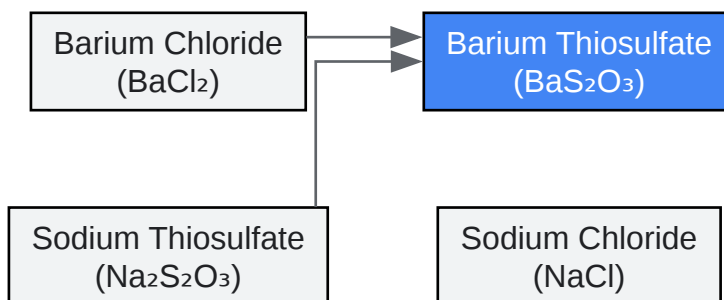 Barium Chloride
(BaCl₂)
Barium Thiosulfate
(BaS₂O₃)
Sodium Thiosulfate
(Na₂S₂O₃)
Sodium Chloride
(NaCl)